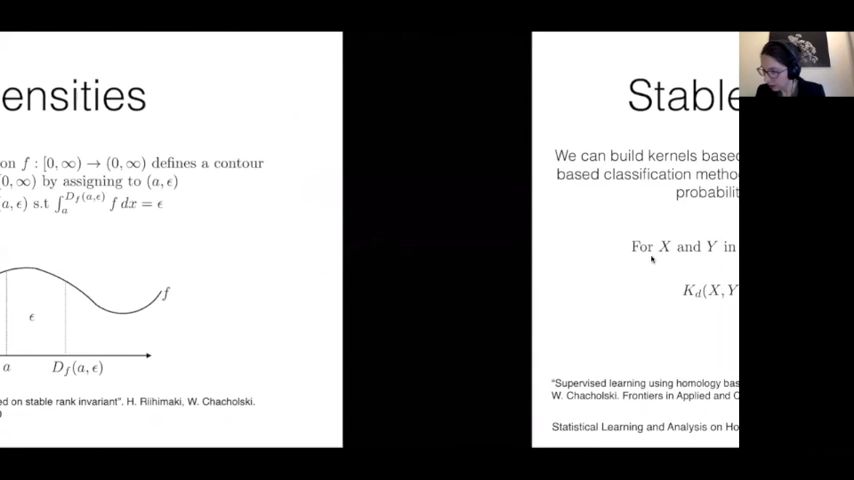 ensities
on f : [0, ∞) → (0, ∞) defines a contour
[0, ∞) by assigning to (a, ϵ)
(a, ϵ) s.t ∫_a^{D_f(a,ϵ)} f dx = ϵ
f
ϵ
a
D_f(a, ϵ)
ed on stable rank invariant". H. Riihimaki, W. Chacholski.
Stable
We can build kernels based
based classification metho
probabilit
For X and Y in
K_d(X, Y
"Supervised learning using homology bas
W. Chacholski. Frontiers in Applied and
Statistical Learning and Analysis on Ho